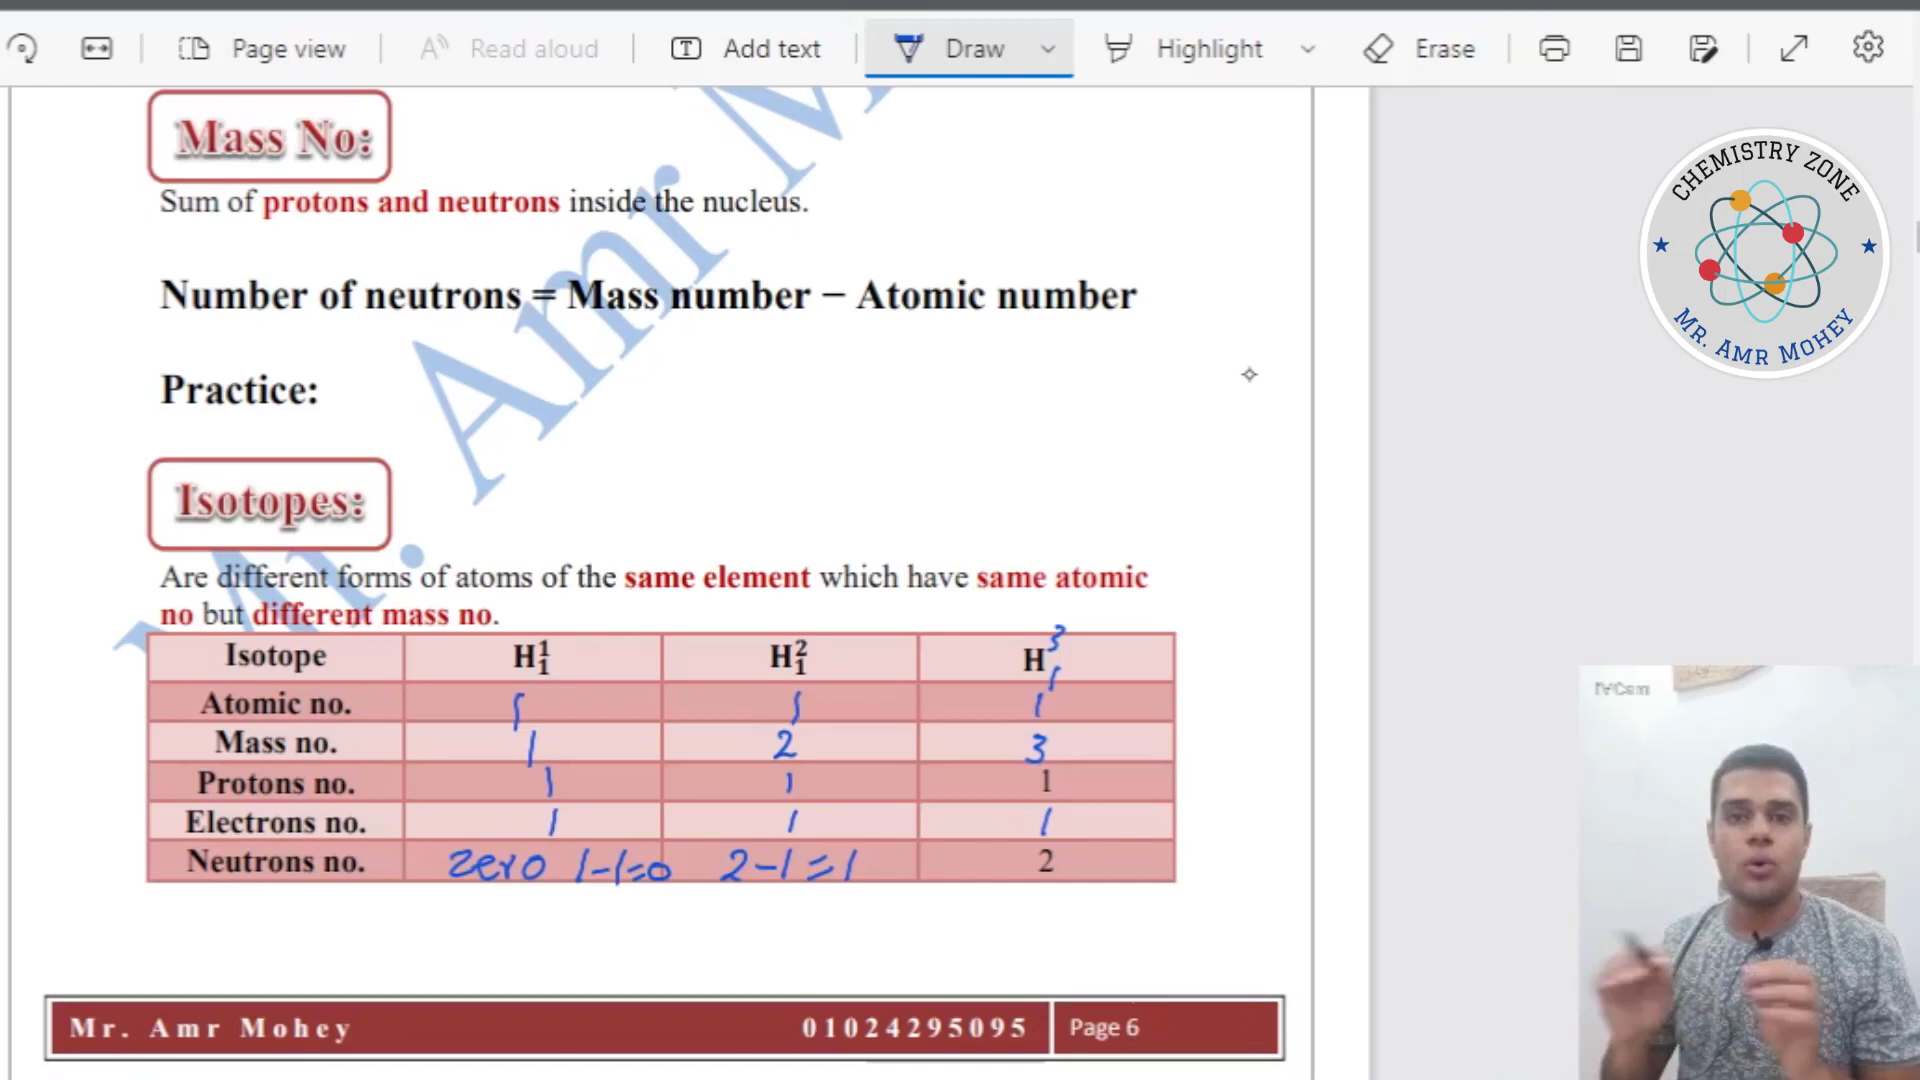 Page view Read aloud Add text Draw Highlight Erase
Mass No:
Sum of protons and neutrons inside the nucleus.
Number of neutrons = Mass number − Atomic number
Practice:
Isotopes:
Are different forms of atoms of the same element which have same atomic
no but different mass no.
Isotope H₁¹ H₁² H₁³
Atomic no. 1 1 1
Mass no. 1 2 3
Protons no. 1 1 1
Electrons no. 1 1 1
Neutrons no. zero 1-1=0 2-1=1 2
Mr. Amr Mohey 01024295095 Page 6
Mr. Amr M
CHEMISTRY ZONE
MR. AMR MOHEY